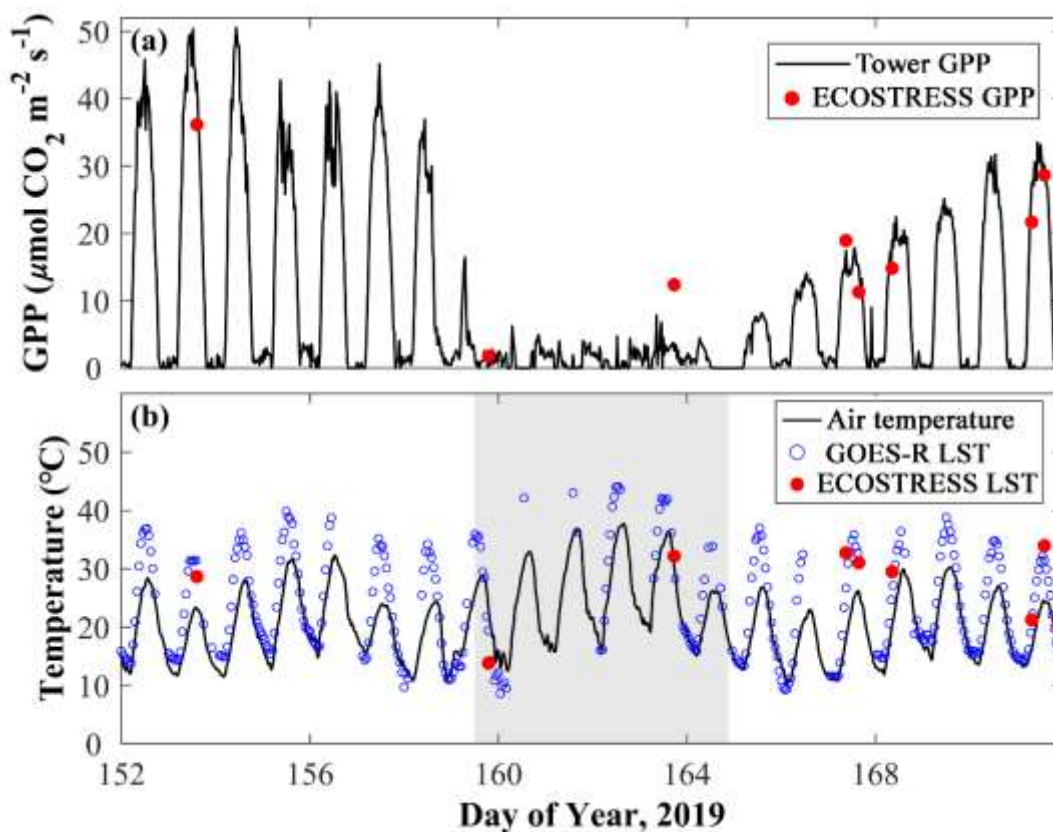 (a)
GPP (μmol CO₂ m⁻² s⁻¹)
50
40
30
20
10
0
Tower GPP
ECOSTRESS GPP
(b)
Temperature (°C)
50
40
30
20
10
0
Air temperature
GOES-R LST
ECOSTRESS LST
152 156 160 164 168
Day of Year, 2019